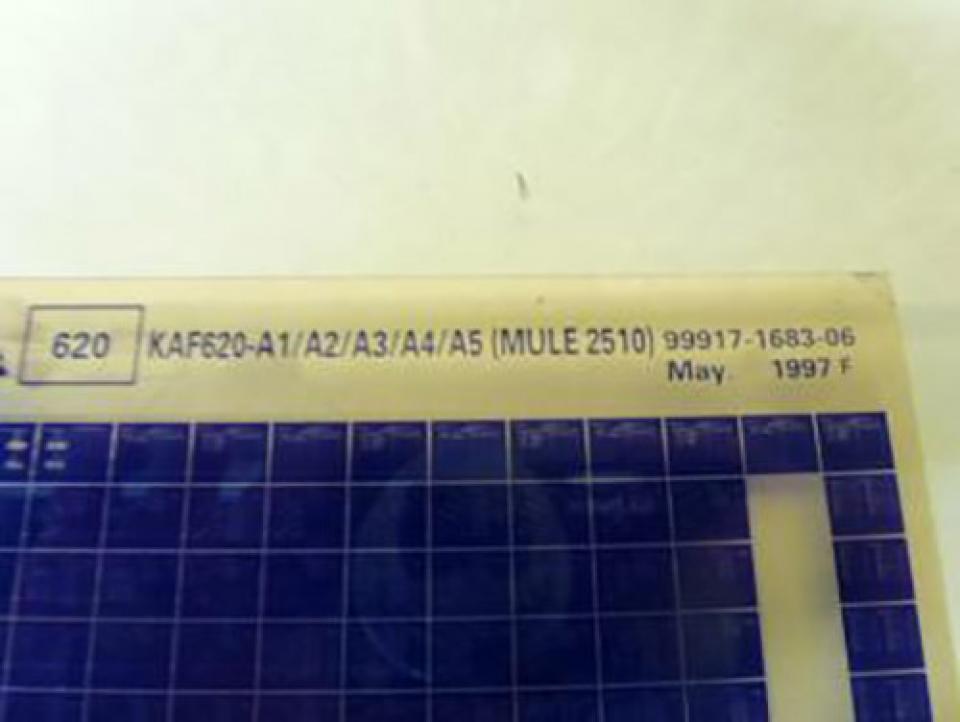 620 KAF620-A1/A2/A3/A4/A5 (MULE 2510) 99917-1683-06
May. 1997 F